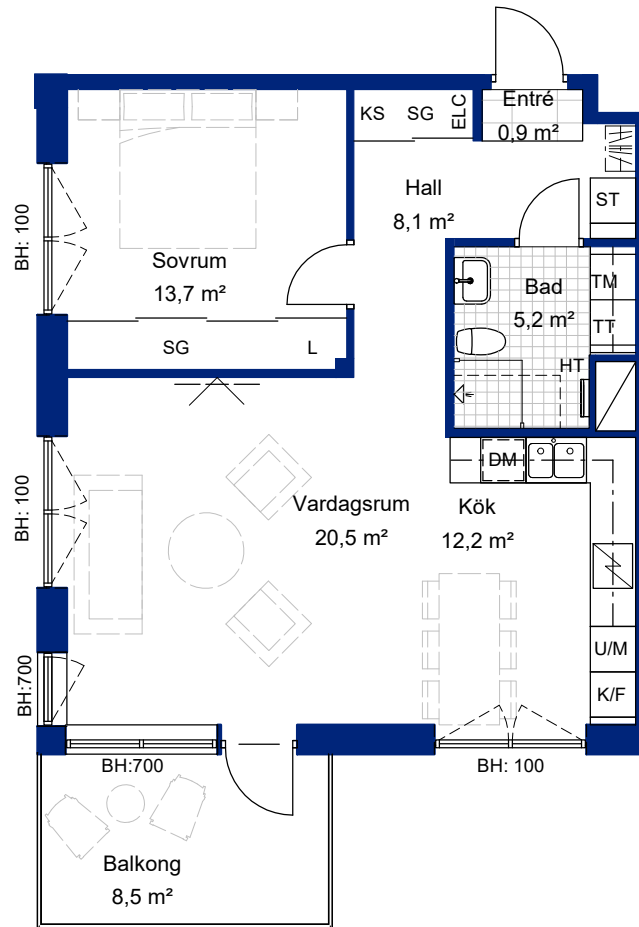 Entré
0,9 m²
KS SG ELC
Hall
8,1 m²
ST
BH: 100
Sovrum
13,7 m²
Bad
5,2 m²
TM
TT
SG L
HT
BH: 100
DM
Vardagsrum
20,5 m²
Kök
12,2 m²
U/M
K/F
BH:700
BH:700
BH: 100
Balkong
8,5 m²